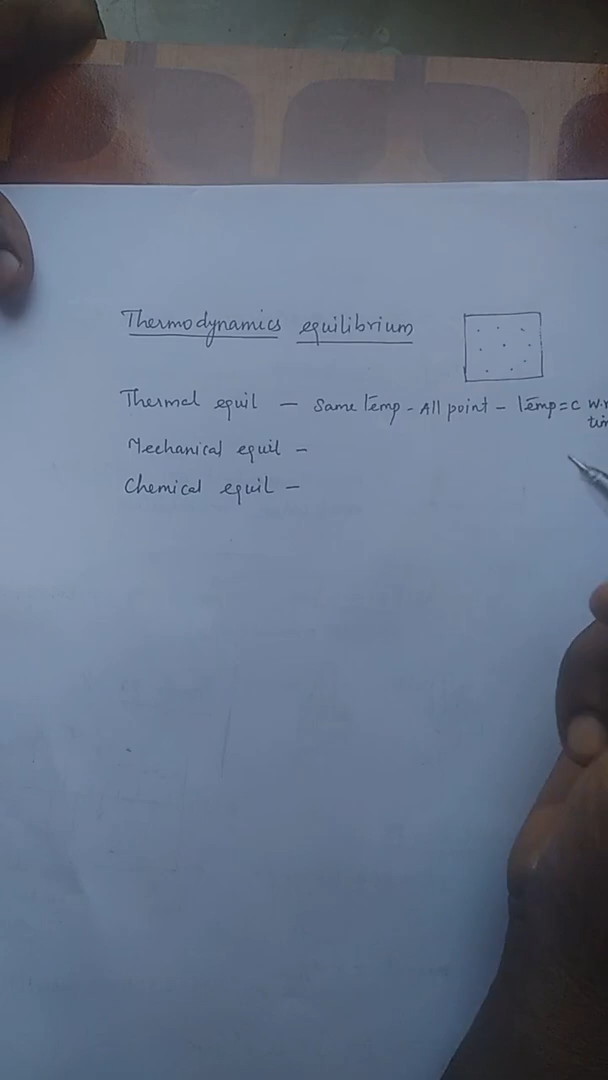 Thermodynamics equilibrium
Thermal equil - Same Temp - All point - Temp=C w.r
Mechanical equil -
Chemical equil -